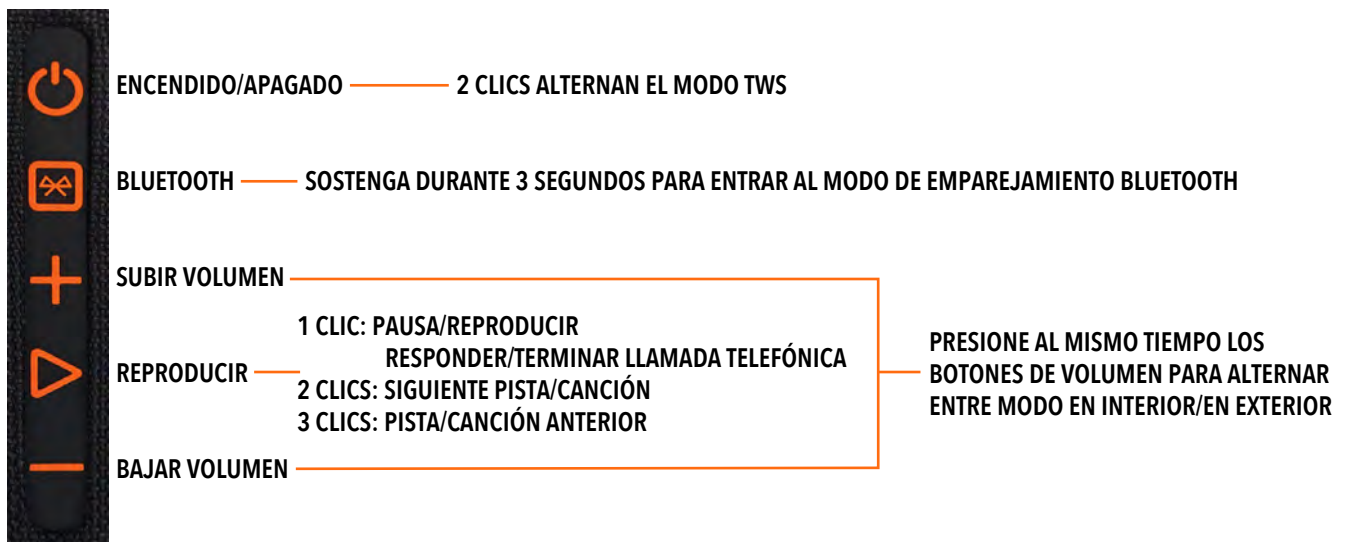 ENCENDIDO/APAGADO 2 CLICS ALTERNAN EL MODO TWS
BLUETOOTH SOSTENGA DURANTE 3 SEGUNDOS PARA ENTRAR AL MODO DE EMPAREJAMIENTO BLUETOOTH
SUBIR VOLUMEN
REPRODUCIR
1 CLIC: PAUSA/REPRODUCIR
RESPONDER/TERMINAR LLAMADA TELEFÓNICA
2 CLICS: SIGUIENTE PISTA/CANCIÓN
3 CLICS: PISTA/CANCIÓN ANTERIOR
BAJAR VOLUMEN
PRESIONE AL MISMO TIEMPO LOS
BOTONES DE VOLUMEN PARA ALTERNAR
ENTRE MODO EN INTERIOR/EN EXTERIOR